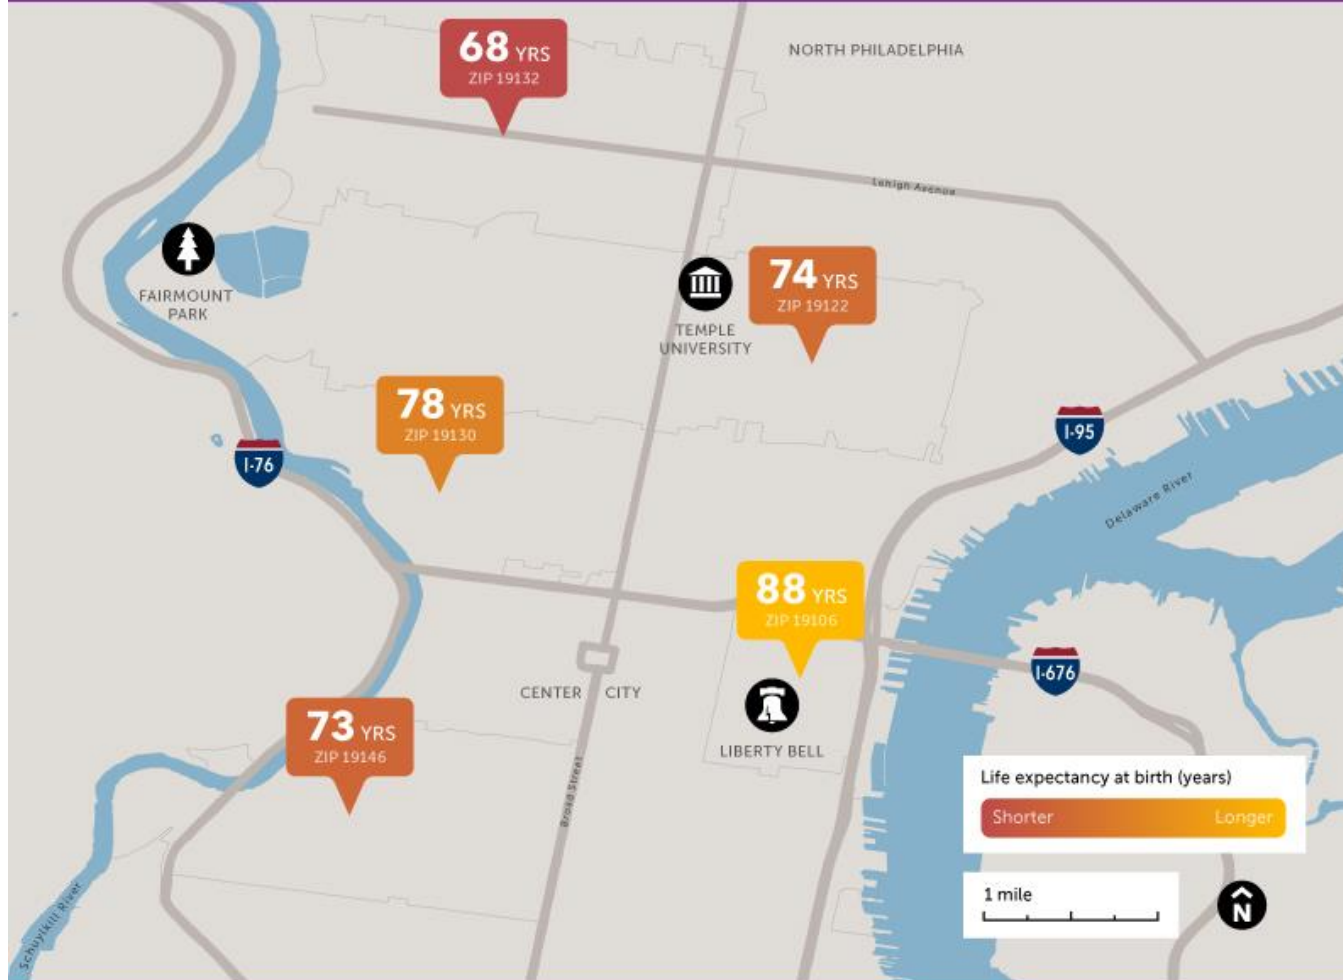 68 YRS
ZIP 19132
NORTH PHILADELPHIA
Lehigh Avenue
FAIRMOUNT
PARK
TEMPLE
UNIVERSITY
74 YRS
ZIP 19122
78 YRS
ZIP 19130
I-76
I-95
Delaware River
88 YRS
ZIP 19106
I-676
CENTER CITY
LIBERTY BELL
73 YRS
ZIP 19146
Broad Street
Schuylkill River
Life expectancy at birth (years)
Shorter Longer
1 mile
N